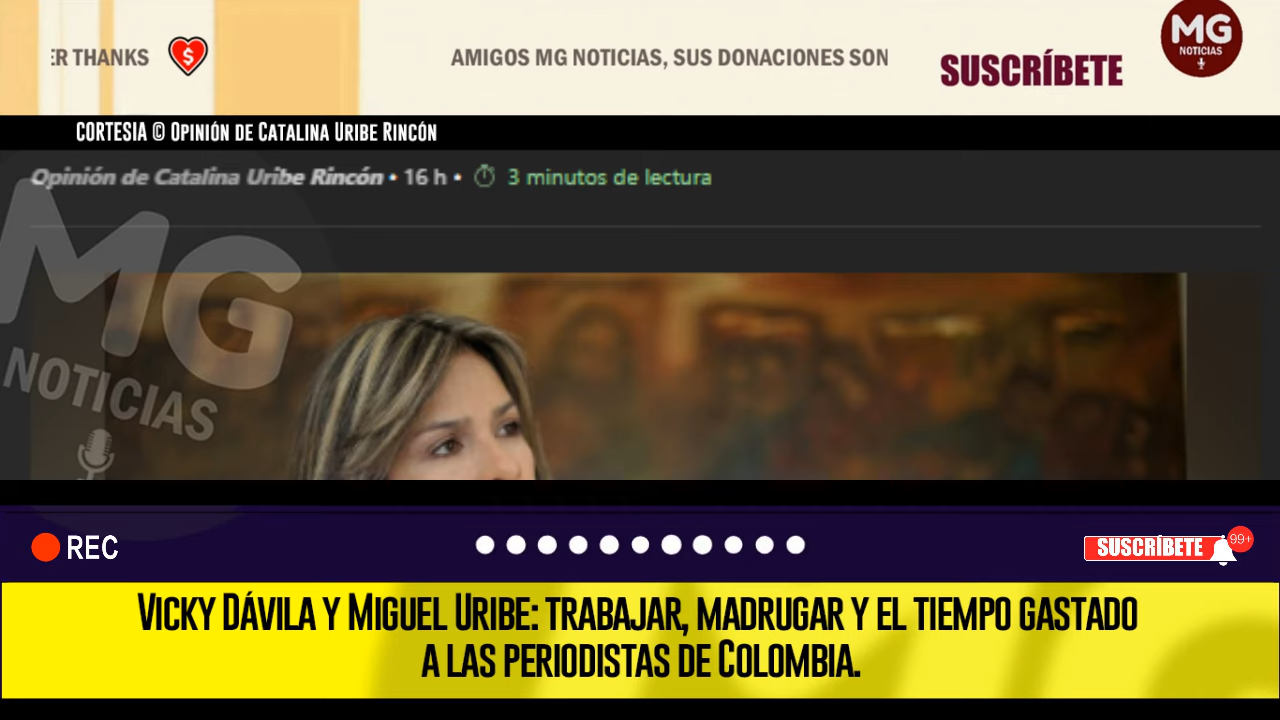 ER THANKS
AMIGOS MG NOTICIAS, SUS DONACIONES SON
SUSCRÍBETE
MG
NOTICIAS
CORTESIA © OPINIÓN DE CATALINA URIBE RINCÓN
Opinión de Catalina Uribe Rincón • 16 h • 3 minutos de lectura
MG
NOTICIAS
REC
SUSCRÍBETE
99+
VICKY DÁVILA Y MIGUEL URIBE: TRABAJAR, MADRUGAR Y EL TIEMPO GASTADO
A LAS PERIODISTAS DE COLOMBIA.